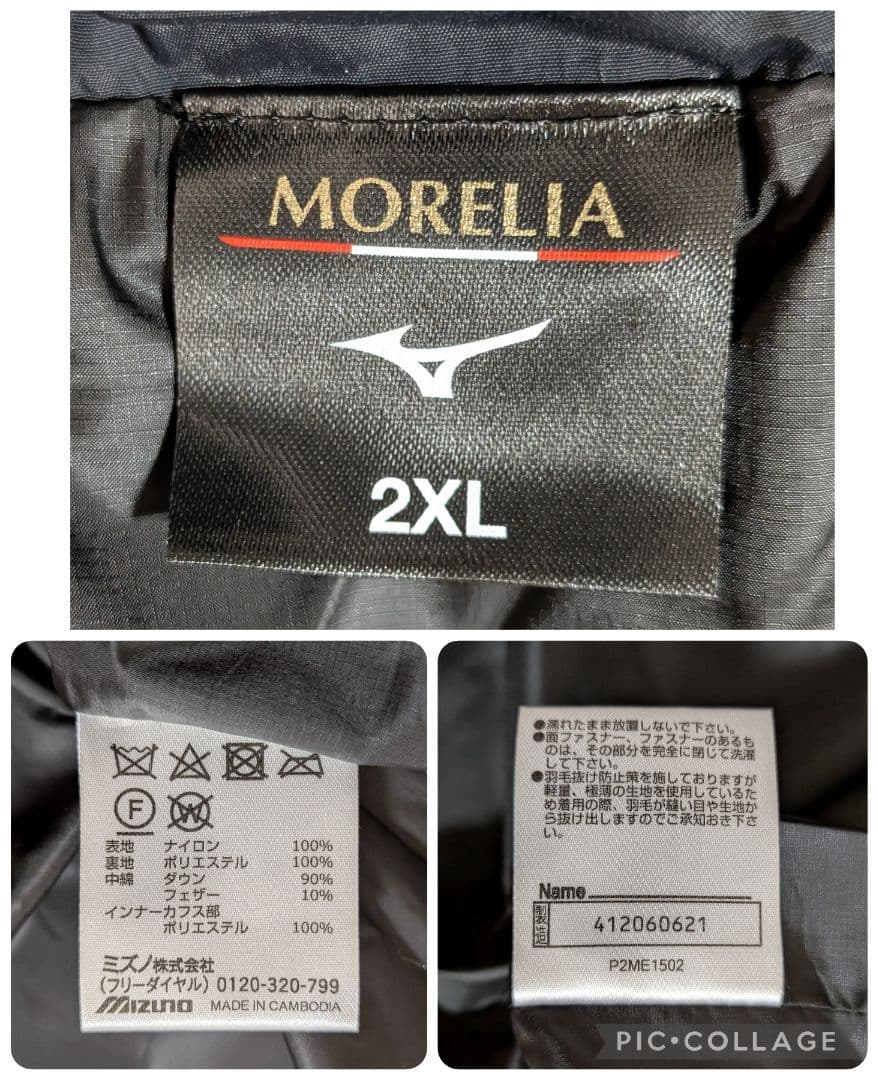 MORELIA
2XL
F
W
表地 ナイロン 100%
裏地 ポリエステル 100%
中綿 ダウン 90%
フェザー 10%
インナーカフス部
ポリエステル 100%
ミズノ株式会社
(フリーダイヤル) 0120-320-799
MIZUNO MADE IN CAMBODIA
●濡れたまま放置しないで下さい。
●面ファスナー、ファスナーのあるも
のは、その部分を完全に閉じて洗濯
して下さい。
●羽毛抜け防止策を施しておりますが
軽量、極薄の生地を使用しているた
め着用の際、羽毛が縫い目や生地か
ら抜け出しますのでご承知おき下さ
い。
Name
製造 412060621
P2ME1502
PIC•COLLAGE